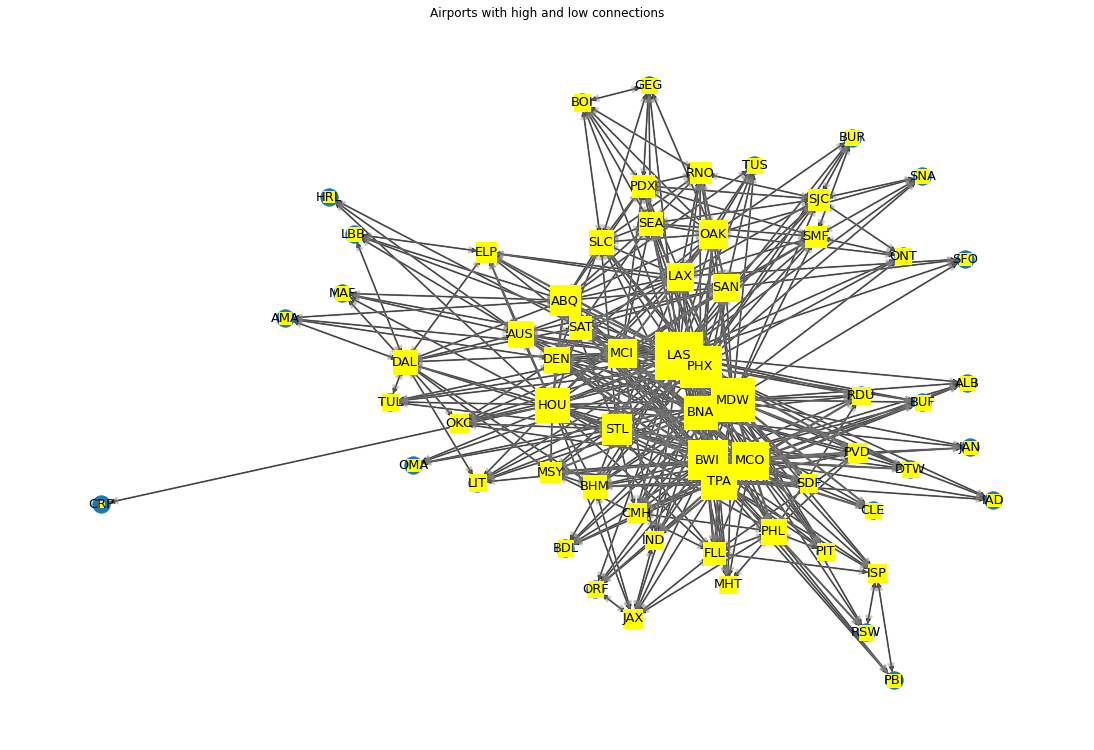 Airports with high and low connections
GEG
BOI
BUR
TUS
RNO
SNA
PDX
HRL
SJC
SEA
LBB
OAK
SMF
SLC
ELP
ONT
SFO
LAX
SAN
MAF
ABQ
AMA
SAT
AUS
MCI
LAS
DEN
DAL
PHX
ALB
RDU
MDW
TUL
HOU
BUF
BNA
OKC
STL
JAN
PVD
BWI
MCO
OMA
DTW
MSY
TPA
LIT
SDF
BHM
IAD
CRP
CLE
CMH
PHL
IND
BDL
FLL
PIT
ISP
MHT
ORF
JAX
RSW
PBI